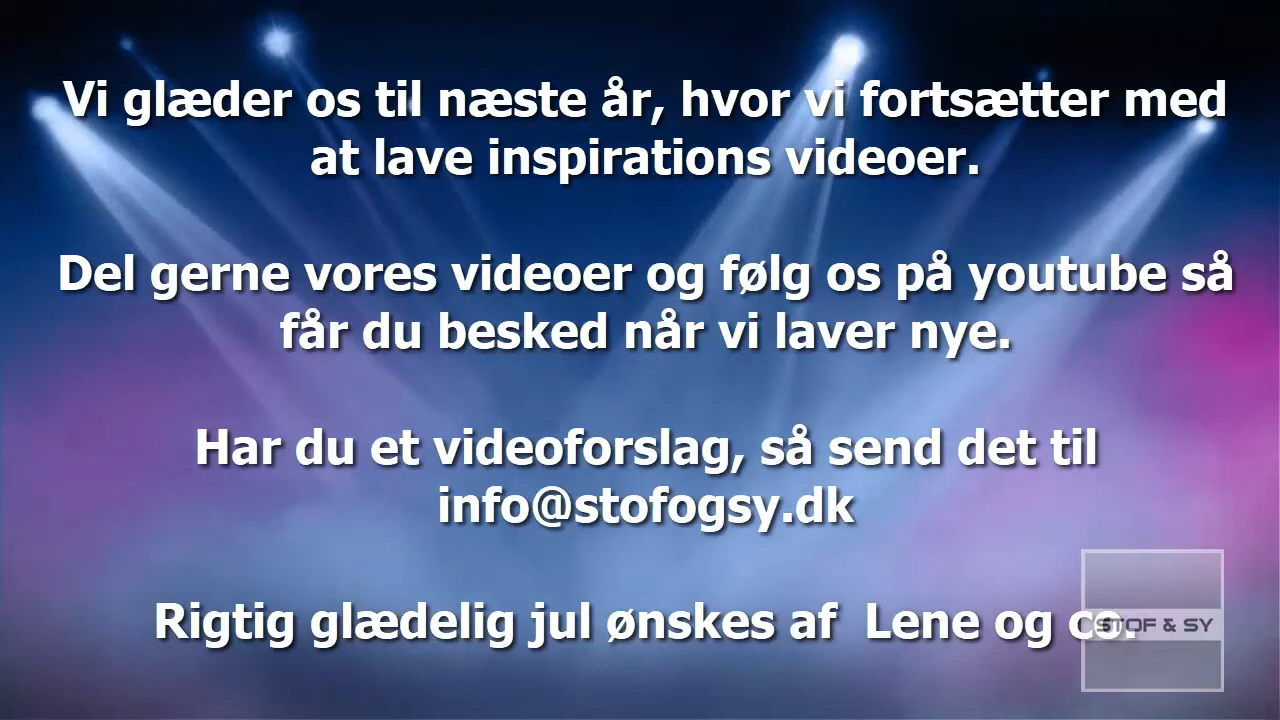 Vi glæder os til næste år, hvor vi fortsætter med
at lave inspirations videoer.
Del gerne vores videoer og følg os på youtube så
får du besked når vi laver nye.
Har du et videoforslag, så send det til
info@stofogsy.dk
Rigtig glædelig jul ønskes af  Lene og co.
STOF & SY